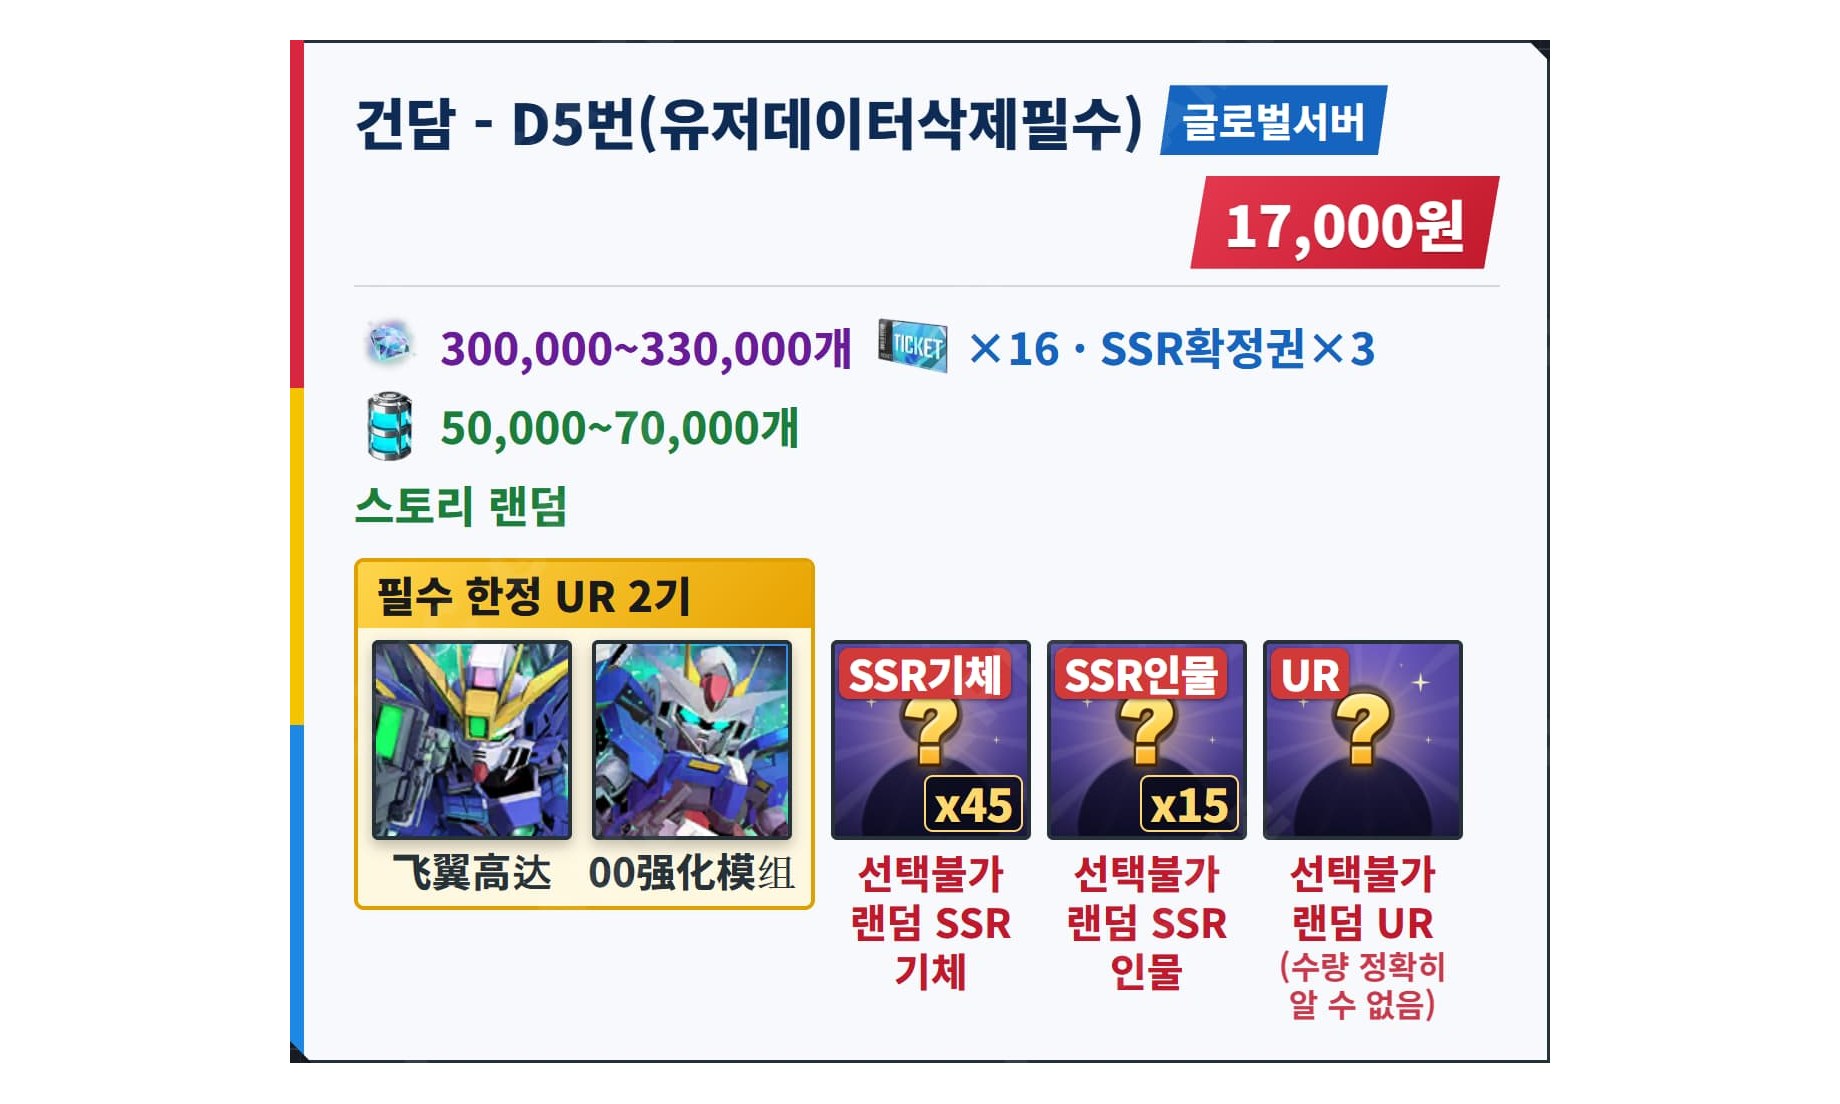 건담 - D5번(유저데이터삭제필수) 글로벌서버
17,000원
300,000~330,000개 TICKET ×16 · SSR확정권×3
50,000~70,000개
스토리 랜덤
필수 한정 UR 2기
飞翼高达
00强化模组
SSR기체
?
x45
선택불가
랜덤 SSR
기체
SSR인물
?
x15
선택불가
랜덤 SSR
인물
UR
?
선택불가
랜덤 UR
(수량 정확히
알 수 없음)